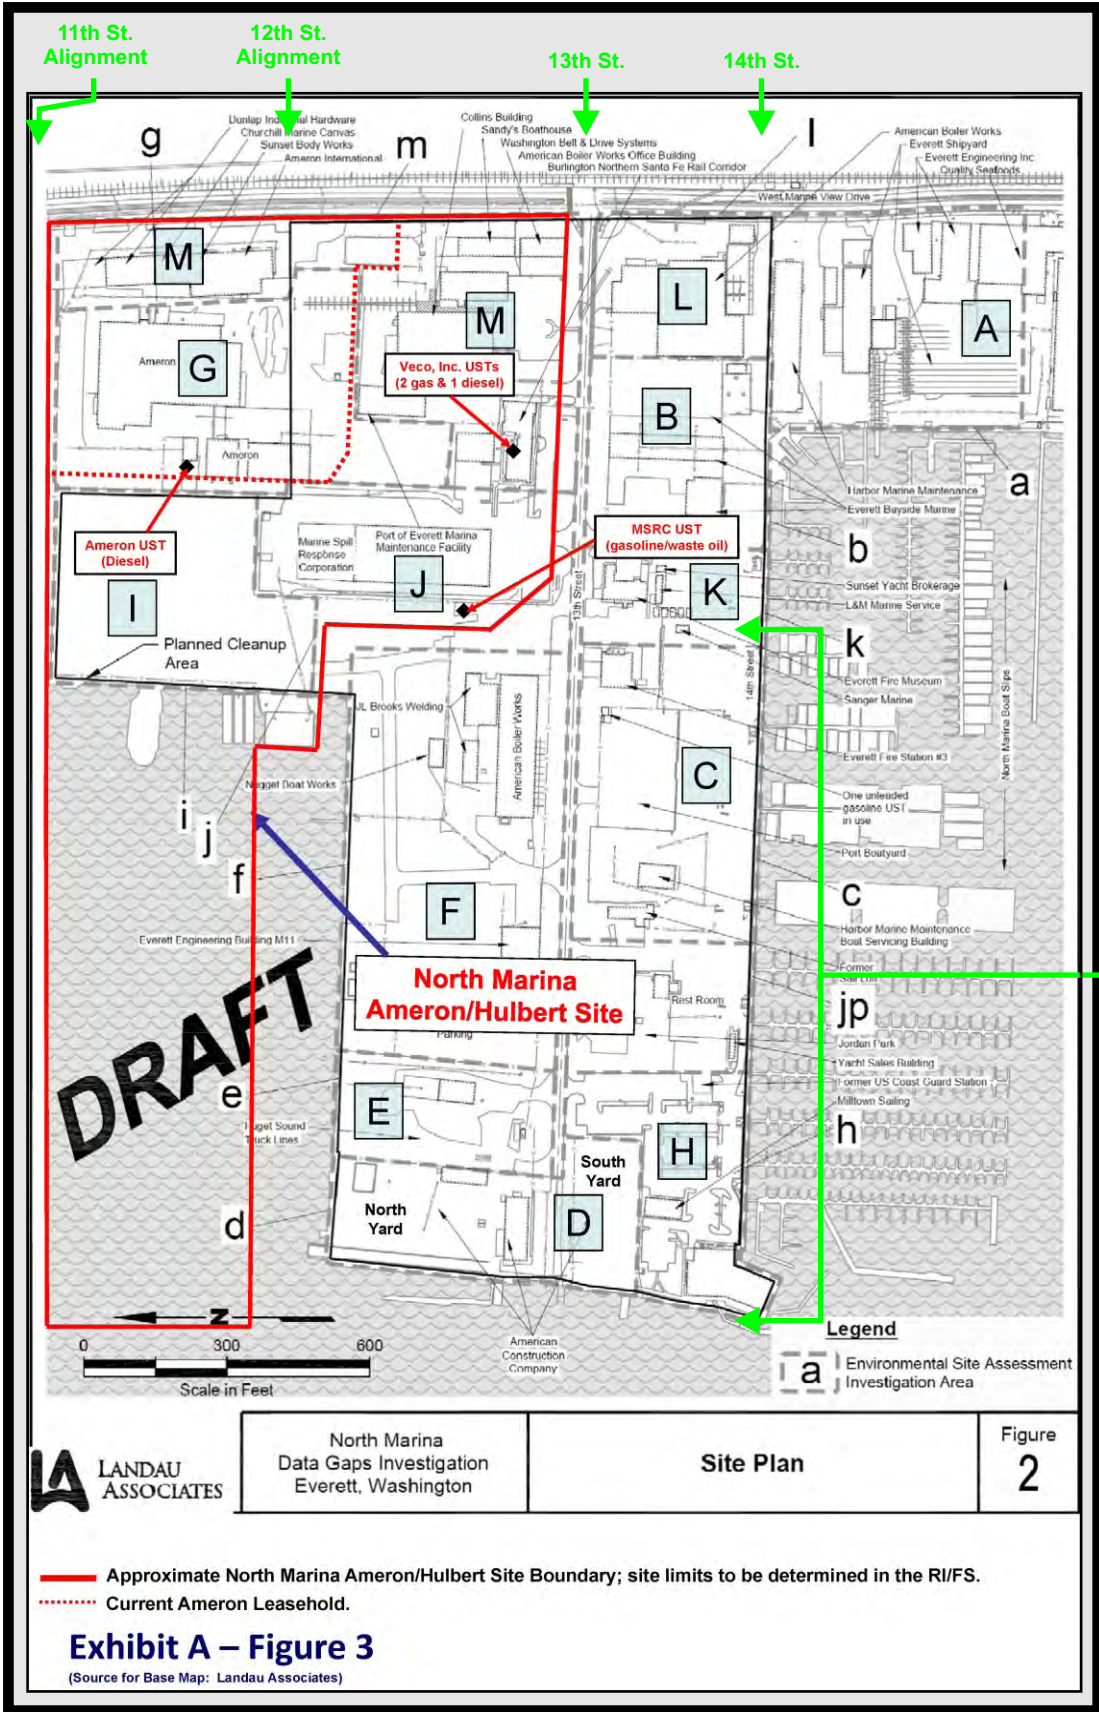 11th St.
Alignment
12th St.
Alignment
13th St.
14th St.
g
Dunlap Industrial Hardware
Churchill Marine Canvas
Sunset Body Works
Ameron International
m
Collins Building
Sandy's Boathouse
Washington Belt & Drive Systems
American Boiler Works Office Building
Burlington Northern Santa Fe Rail Corridor
l
American Boiler Works
Everett Shipyard
Everett Engineering Inc
Quality Seafoods
West Marine View Drive
M
M
L
A
Ameron
G
Veco, Inc. USTs
(2 gas & 1 diesel)
B
Ameron
a
Harbor Marine Maintenance
Everett Bayside Marine
Ameron UST
(Diesel)
Marine Spill
Response
Corporation
Port of Everett Marina
Maintenance Facility
MSRC UST
(gasoline/waste oil)
b
I
J
K
13th Street
Sunset Yacht Brokerage
L&M Marine Service
Planned Cleanup
Area
k
Everett Fire Museum
Sanger Marine
14th Street
North Marina Boat Slips
JL Brooks Welding
American Boiler Works
Everett Fire Station #3
Nugget Boat Works
C
One unleaded
gasoline UST
in use
i
j
Port Boatyard
f
c
F
Everett Engineering Building M11
Harbor Marine Maintenance
Boat Servicing Building
Former
Sail Loft
North Marina
Ameron/Hulbert Site
Rest Room
jp
Parking
Jordan Park
Yacht Sales Building
Former US Coast Guard Station
Milltown Sailing
DRAFT
e
E
Puget Sound
Truck Lines
h
H
South
Yard
North
Yard
D
d
N
0 300 600
Scale in Feet
American
Construction
Company
Legend
a
Environmental Site Assessment
Investigation Area
LANDAU
ASSOCIATES
North Marina
Data Gaps Investigation
Everett, Washington
Site Plan
Figure
2
Approximate North Marina Ameron/Hulbert Site Boundary; site limits to be determined in the RI/FS.
Current Ameron Leasehold.
Exhibit A – Figure 3
(Source for Base Map: Landau Associates)